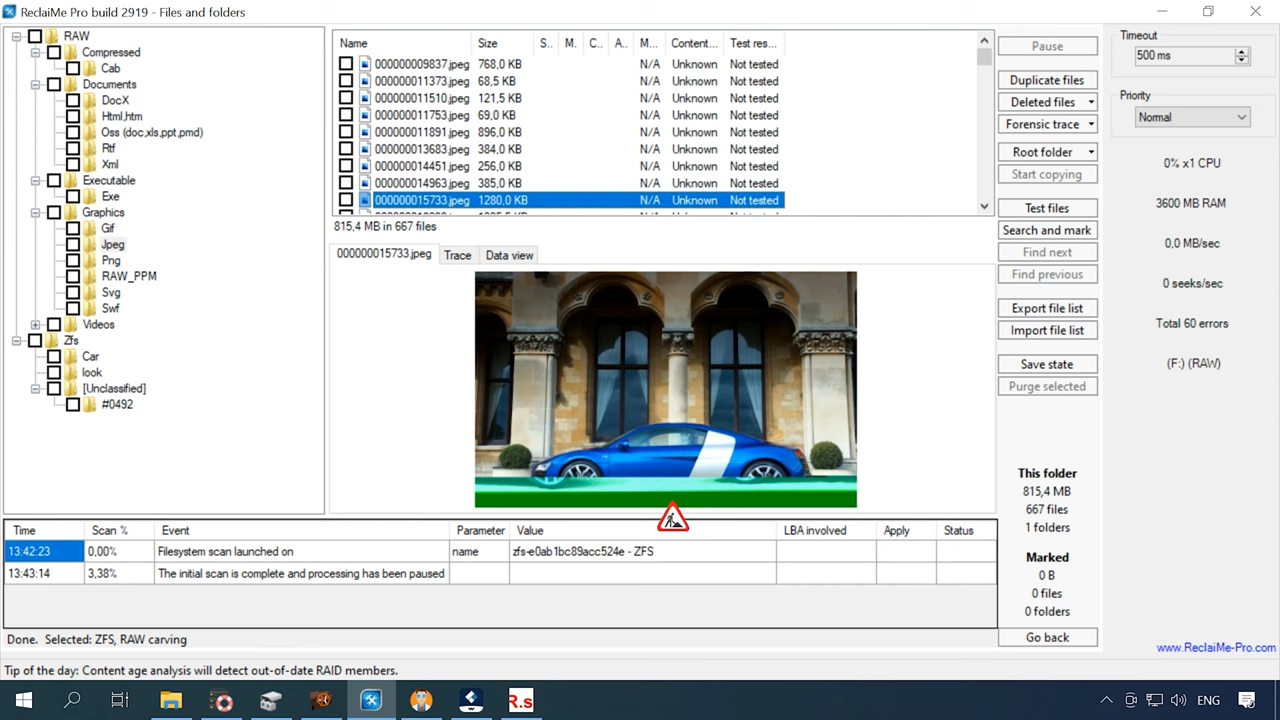 ReclaiMe Pro build 2919 - Files and folders
RAW
Compressed
Cab
Documents
DocX
Html,htm
Oss (doc,xls,ppt,pmd)
Rtf
Xml
Executable
Exe
Graphics
Gif
Jpeg
Png
RAW_PPM
Svg
Swf
Videos
Zfs
Car
look
[Unclassified]
#0492
Name Size S.. M. C.. A.. M... Content... Test res...
000000009837.jpeg 768,0 KB N/A Unknown Not tested
000000011373.jpeg 68,5 KB N/A Unknown Not tested
000000011510.jpeg 121,5 KB N/A Unknown Not tested
000000011753.jpeg 69,0 KB N/A Unknown Not tested
000000011891.jpeg 896,0 KB N/A Unknown Not tested
000000013683.jpeg 384,0 KB N/A Unknown Not tested
000000014451.jpeg 256,0 KB N/A Unknown Not tested
000000014963.jpeg 385,0 KB N/A Unknown Not tested
000000015733.jpeg 1280,0 KB N/A Unknown Not tested
815,4 MB in 667 files
000000015733.jpeg Trace Data view
Pause
Duplicate files
Deleted files
Forensic trace
Root folder
Start copying
Test files
Search and mark
Find next
Find previous
Export file list
Import file list
Save state
Purge selected
This folder
815,4 MB
667 files
1 folders
Marked
0 B
0 files
0 folders
Go back
Timeout
500 ms
Priority
Normal
0% x1 CPU
3600 MB RAM
0,0 MB/sec
0 seeks/sec
Total 60 errors
(F:) (RAW)
www.ReclaiMe-Pro.com
Time Scan % Event Parameter Value LBA involved Apply Status
13:42:23 0,00% Filesystem scan launched on name zfs-e0ab1bc89acc524e - ZFS
13:43:14 3,38% The initial scan is complete and processing has been paused
Done. Selected: ZFS, RAW carving
Tip of the day: Content age analysis will detect out-of-date RAID members.
R.s
ENG